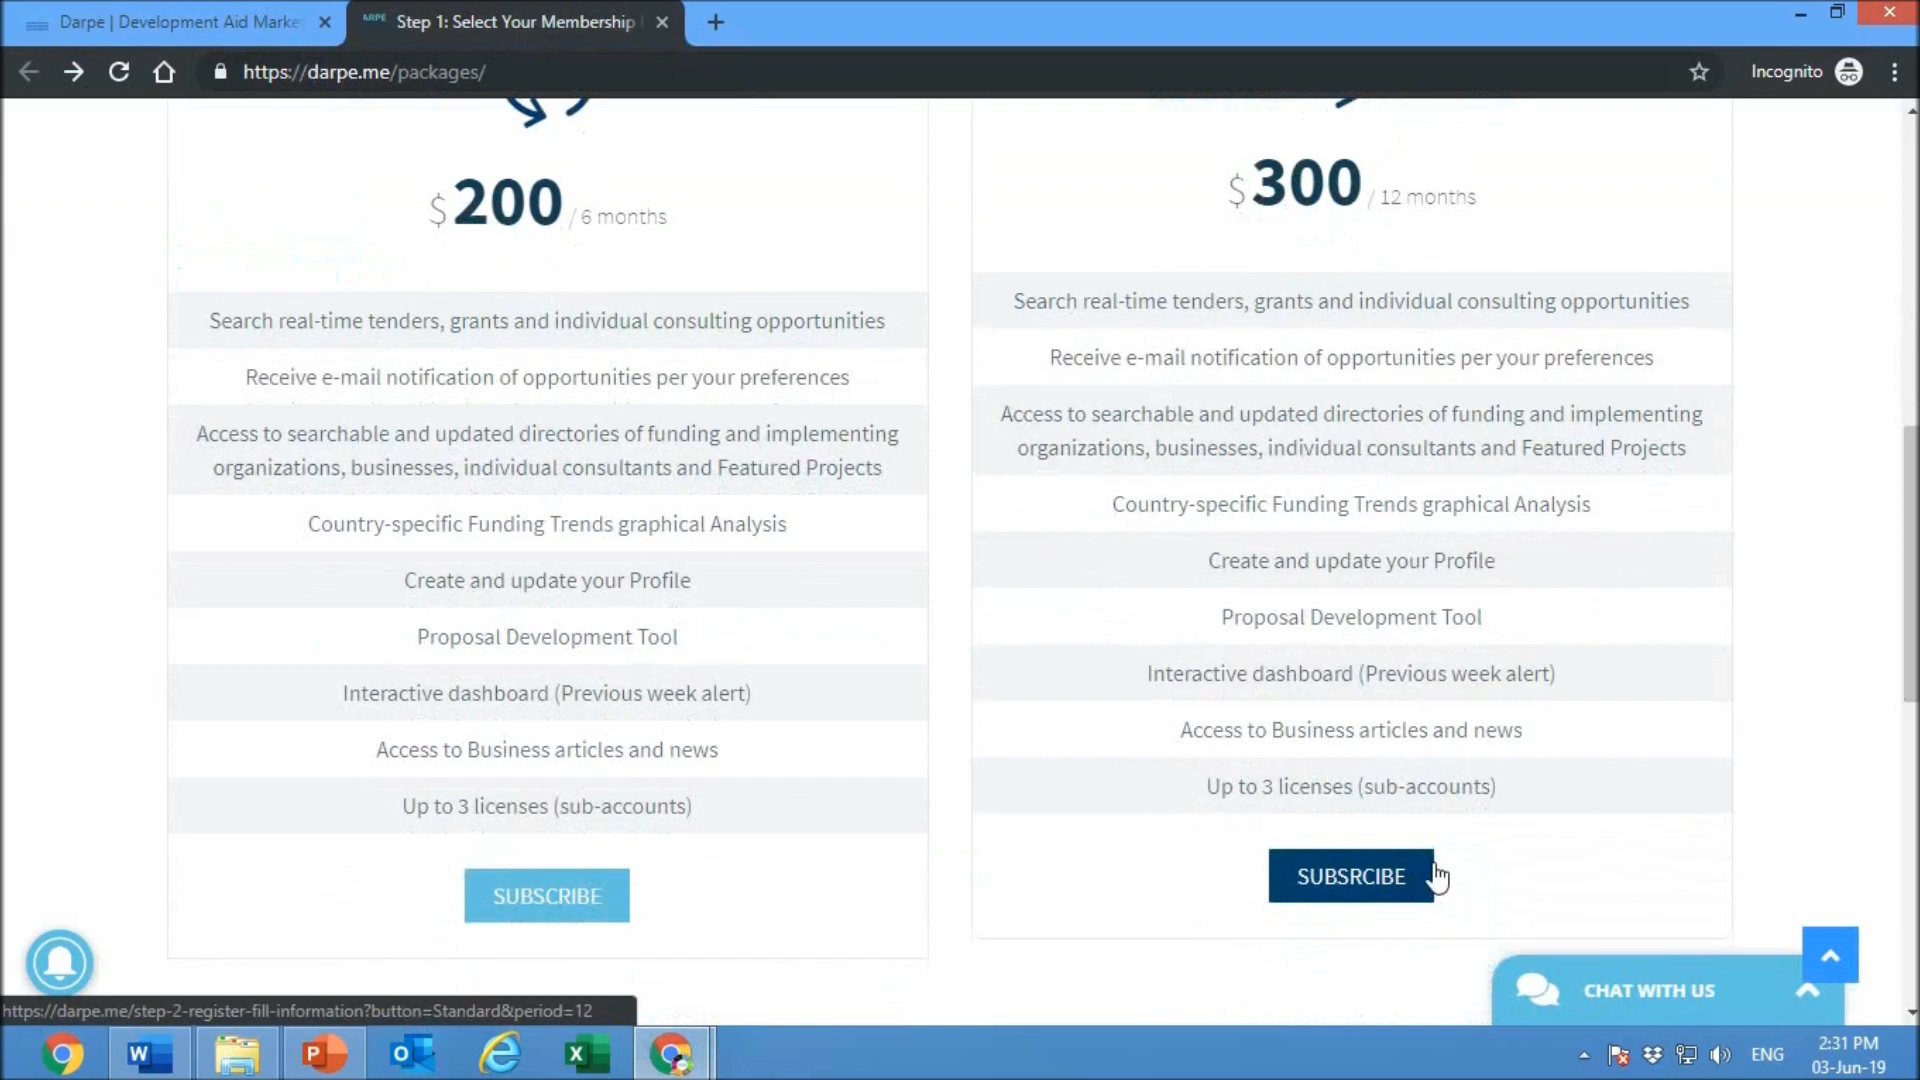 Darpe | Development Aid Marke
ARPE Step 1: Select Your Membership
https://darpe.me/packages/
Incognito
$ 200 / 6 months
Search real-time tenders, grants and individual consulting opportunities
Receive e-mail notification of opportunities per your preferences
Access to searchable and updated directories of funding and implementing
organizations, businesses, individual consultants and Featured Projects
Country-specific Funding Trends graphical Analysis
Create and update your Profile
Proposal Development Tool
Interactive dashboard (Previous week alert)
Access to Business articles and news
Up to 3 licenses (sub-accounts)
SUBSCRIBE
$ 300 / 12 months
Search real-time tenders, grants and individual consulting opportunities
Receive e-mail notification of opportunities per your preferences
Access to searchable and updated directories of funding and implementing
organizations, businesses, individual consultants and Featured Projects
Country-specific Funding Trends graphical Analysis
Create and update your Profile
Proposal Development Tool
Interactive dashboard (Previous week alert)
Access to Business articles and news
Up to 3 licenses (sub-accounts)
SUBSRCIBE
CHAT WITH US
https://darpe.me/step-2-register-fill-information?button=Standard&period=12
ENG
2:31 PM
03-Jun-19